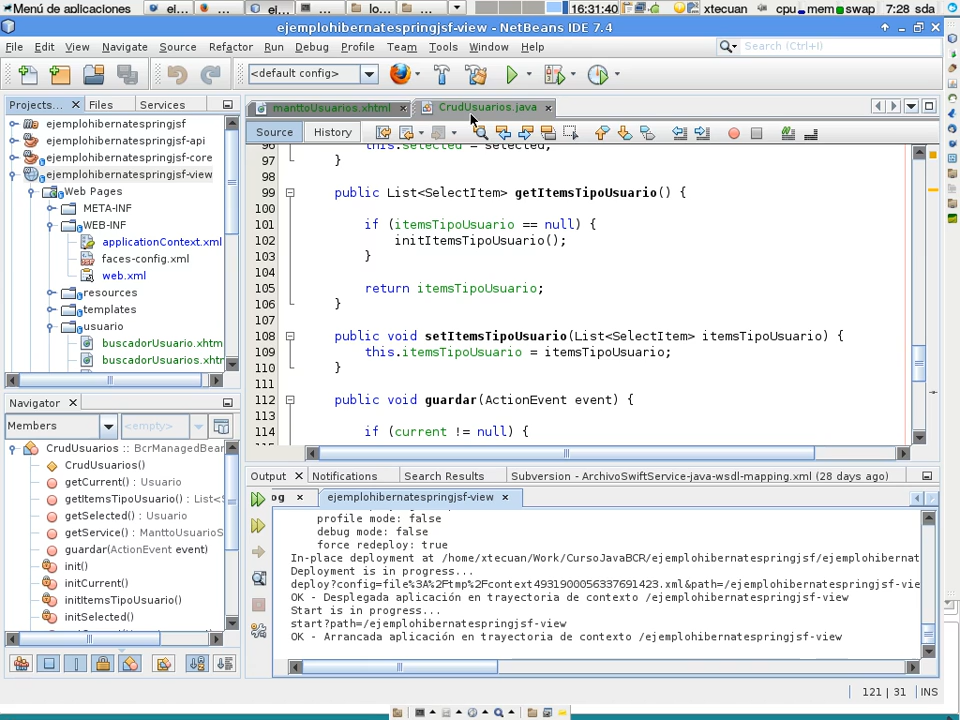 Menú de aplicaciones el... ... el... ... lo... ... 16:31:40 xtecuan cpu mem swap 7:28 sda
ejemplohibernatespringjsf-view - NetBeans IDE 7.4
File Edit View Navigate Source Refactor Run Debug Profile Team Tools Window Help
Search (Ctrl+I)
<default config>
Projects... Files Services
manttoUsuarios.xhtml CrudUsuarios.java
Source History
ejemplohibernatespringjsf
ejemplohibernatespringjsf-api
ejemplohibernatespringjsf-core
ejemplohibernatespringjsf-view
Web Pages
META-INF
WEB-INF
applicationContext.xml
faces-config.xml
web.xml
resources
templates
usuario
buscadorUsuario.xhtm
buscadorUsuarios.xhtr
96 this.selected = selected;
97 }
98
99 public List<SelectItem> getItemsTipoUsuario() {
100
101 if (itemsTipoUsuario == null) {
102 initItemsTipoUsuario();
103 }
104
105 return itemsTipoUsuario;
106 }
107
108 public void setItemsTipoUsuario(List<SelectItem> itemsTipoUsuario) {
109 this.itemsTipoUsuario = itemsTipoUsuario;
110 }
111
112 public void guardar(ActionEvent event) {
113
114 if (current != null) {
Navigator
Members <empty>
CrudUsuarios :: BcrManagedBear
CrudUsuarios()
getCurrent() : Usuario
getItemsTipoUsuario() : List<S
getSelected() : Usuario
getService() : ManttoUsuarioS
guardar(ActionEvent event)
init()
initCurrent()
initItemsTipoUsuario()
initSelected()
Output Notifications Search Results Subversion - ArchivoSwiftService-java-wsdl-mapping.xml (28 days ago)
og ejemplohibernatespringjsf-view
profile mode: false
debug mode: false
force redeploy: true
In-place deployment at /home/xtecuan/Work/CursoJavaBCR/ejemplohibernatespringjsf/ejemplohibernat
Deployment is in progress...
deploy?config=file%3A%2Ftmp%2Fcontext4931900056337691423.xml&path=/ejemplohibernatespringjsf-vie
OK - Desplegada aplicación en trayectoria de contexto /ejemplohibernatespringjsf-view
Start is in progress...
start?path=/ejemplohibernatespringjsf-view
OK - Arrancada aplicación en trayectoria de contexto /ejemplohibernatespringjsf-view
121 | 31 INS